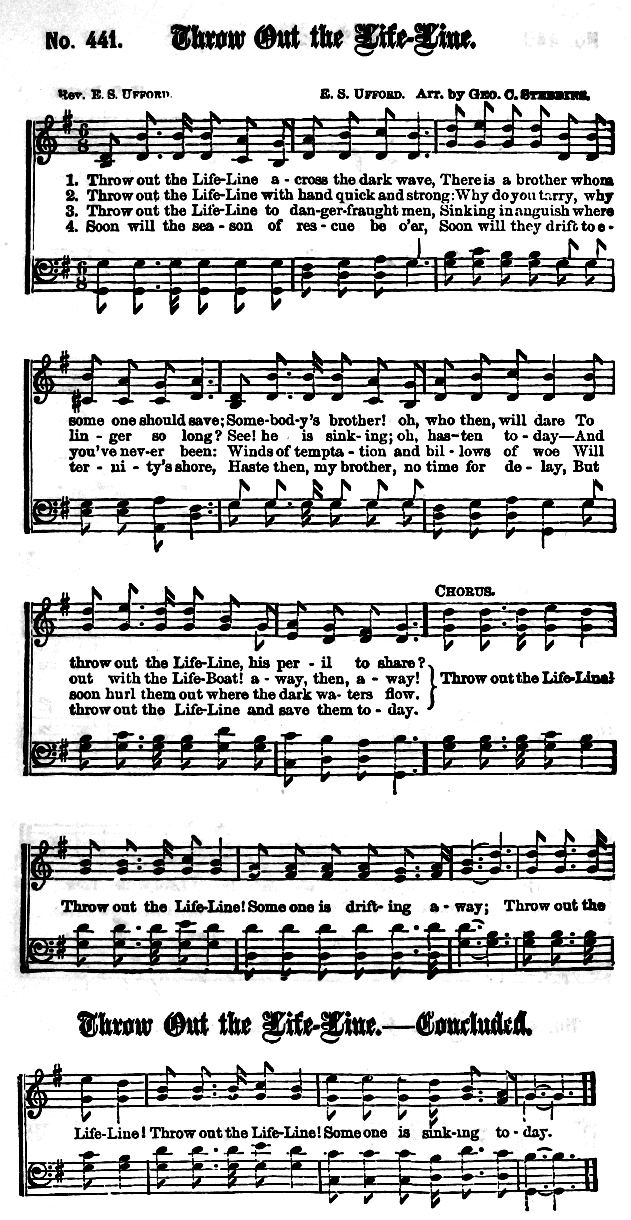 No. 441. Throw Out the Life-Line.
Rev. E. S. Ufford. E. S. Ufford. Arr. by Geo. C. Stebbins.
6 8
1. Throw out the Life-Line a - cross the dark wave, There is a brother whom
2. Throw out the Life-Line with hand quick and strong: Why do you tarry, why
3. Throw out the Life-Line to dan-ger-fraught men, Sinking in anguish where
4. Soon will the sea - son of res - cue be o'er, Soon will they drift to e -
6 8
some one should save; Some-bod-y's brother! oh, who then, will dare To
lin - ger so long? See! he is sink-ing; oh, has-ten to-day—And
you've nev-er been: Winds of tempta - tion and bil - lows of woe Will
ter - ni - ty's shore, Haste then, my brother, no time for de - lay, But
CHORUS.
throw out the Life-Line, his per - il to share?
out with the Life-Boat! a - way, then, a - way! Throw out the Life-Line!
soon hurl them out where the dark wa- ters flow.
throw out the Life-Line and save them to - day.
Throw out the Life-Line! Some one is drift- ing a - way; Throw out the
Throw Out the Life-Line.—Concluded.
Life-Line! Throw out the Life-Line! Some one is sink-ing to - day.